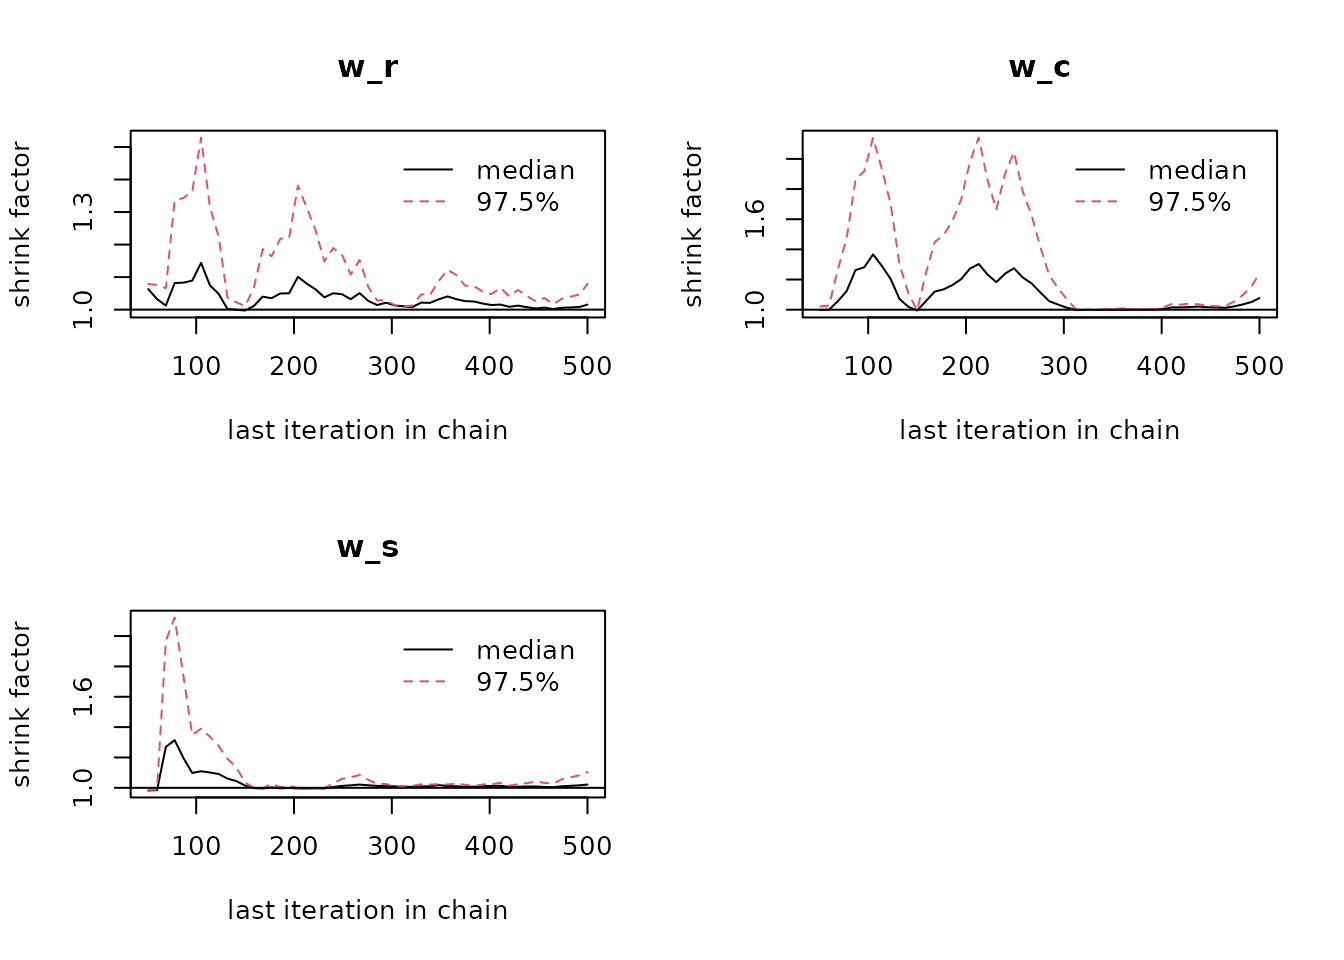 w_r
shrink factor
1.3
1.0
median
97.5%
100 200 300 400 500
last iteration in chain
w_c
shrink factor
1.6
1.0
median
97.5%
100 200 300 400 500
last iteration in chain
w_s
shrink factor
1.6
1.0
median
97.5%
100 200 300 400 500
last iteration in chain